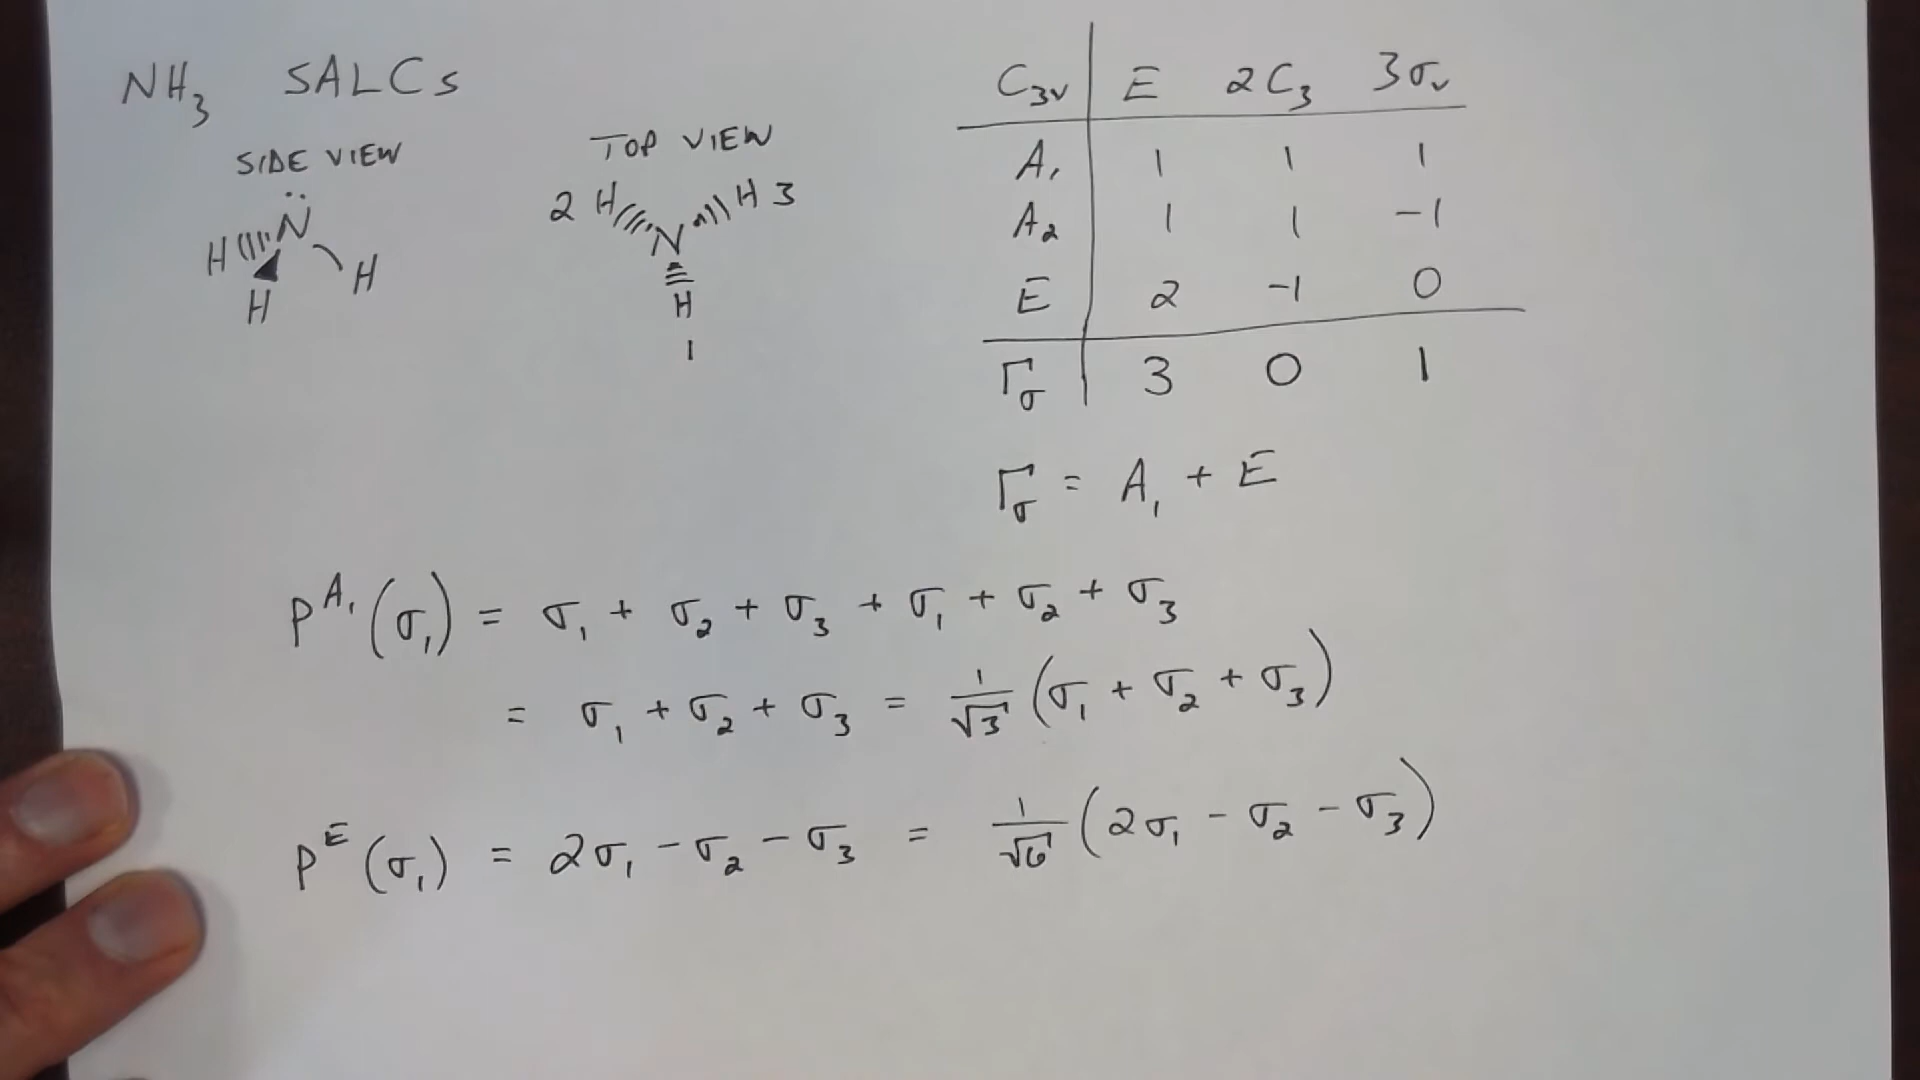 NH₃ SALCs
SIDE VIEW
N̈
H H
H
TOP VIEW
2 H H 3
N
H
1
C₃ᵥ E 2C₃ 3σᵥ
A₁ 1 1 1
A₂ 1 1 -1
E 2 -1 0
Γσ 3 0 1
Γσ = A₁ + E
P^A₁(σ₁) = σ₁ + σ₂ + σ₃ + σ₁ + σ₂ + σ₃
= σ₁ + σ₂ + σ₃ = 1/√3 (σ₁ + σ₂ + σ₃)
P^E(σ₁) = 2σ₁ - σ₂ - σ₃ = 1/√6 (2σ₁ - σ₂ - σ₃)